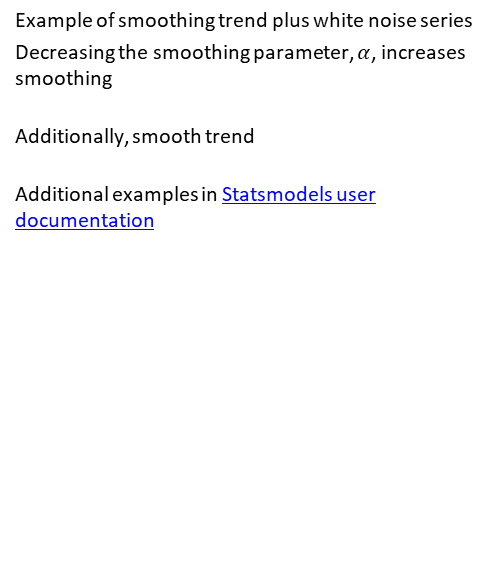 Example of smoothing trend plus white noise series
Decreasing the smoothing parameter, α, increases
smoothing
Additionally, smooth trend
Additional examples in Statsmodels user
documentation